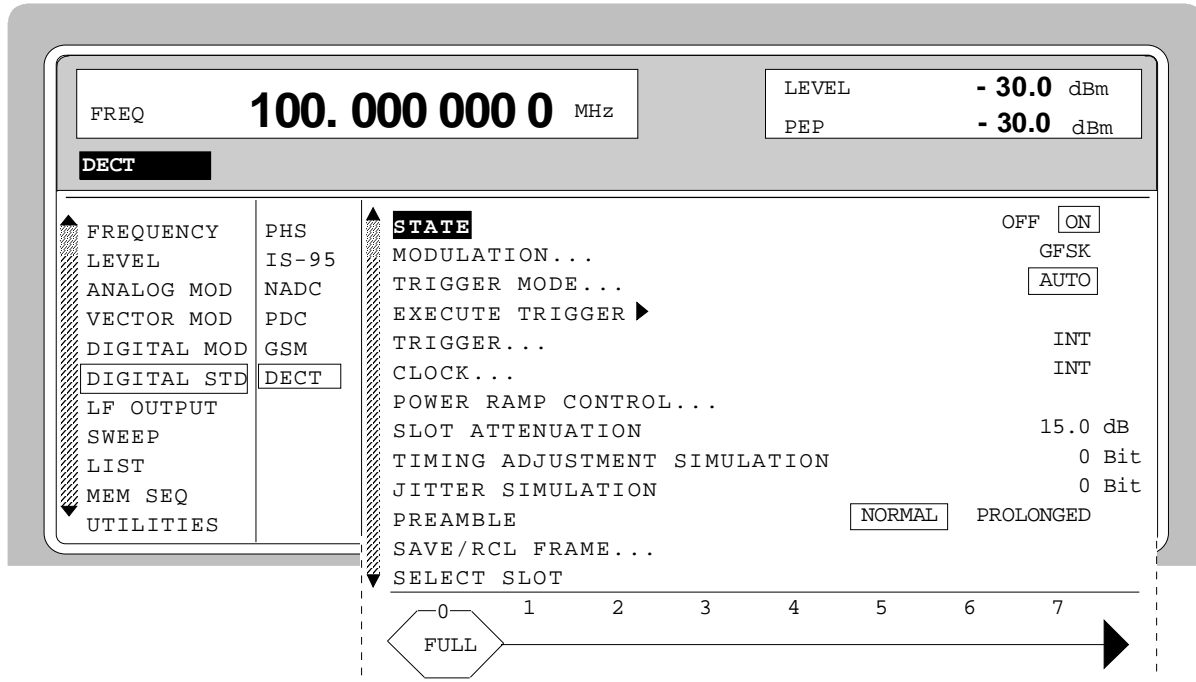 FREQ 100. 000 000 0 MHz
LEVEL - 30.0 dBm
PEP - 30.0 dBm
DECT
FREQUENCY
LEVEL
ANALOG MOD
VECTOR MOD
DIGITAL MOD
DIGITAL STD
LF OUTPUT
SWEEP
LIST
MEM SEQ
UTILITIES
PHS
IS-95
NADC
PDC
GSM
DECT
STATE OFF ON
MODULATION... GFSK
TRIGGER MODE... AUTO
EXECUTE TRIGGER
TRIGGER... INT
CLOCK... INT
POWER RAMP CONTROL...
SLOT ATTENUATION 15.0 dB
TIMING ADJUSTMENT SIMULATION 0 Bit
JITTER SIMULATION 0 Bit
PREAMBLE NORMAL PROLONGED
SAVE/RCL FRAME...
SELECT SLOT
0 1 2 3 4 5 6 7
FULL